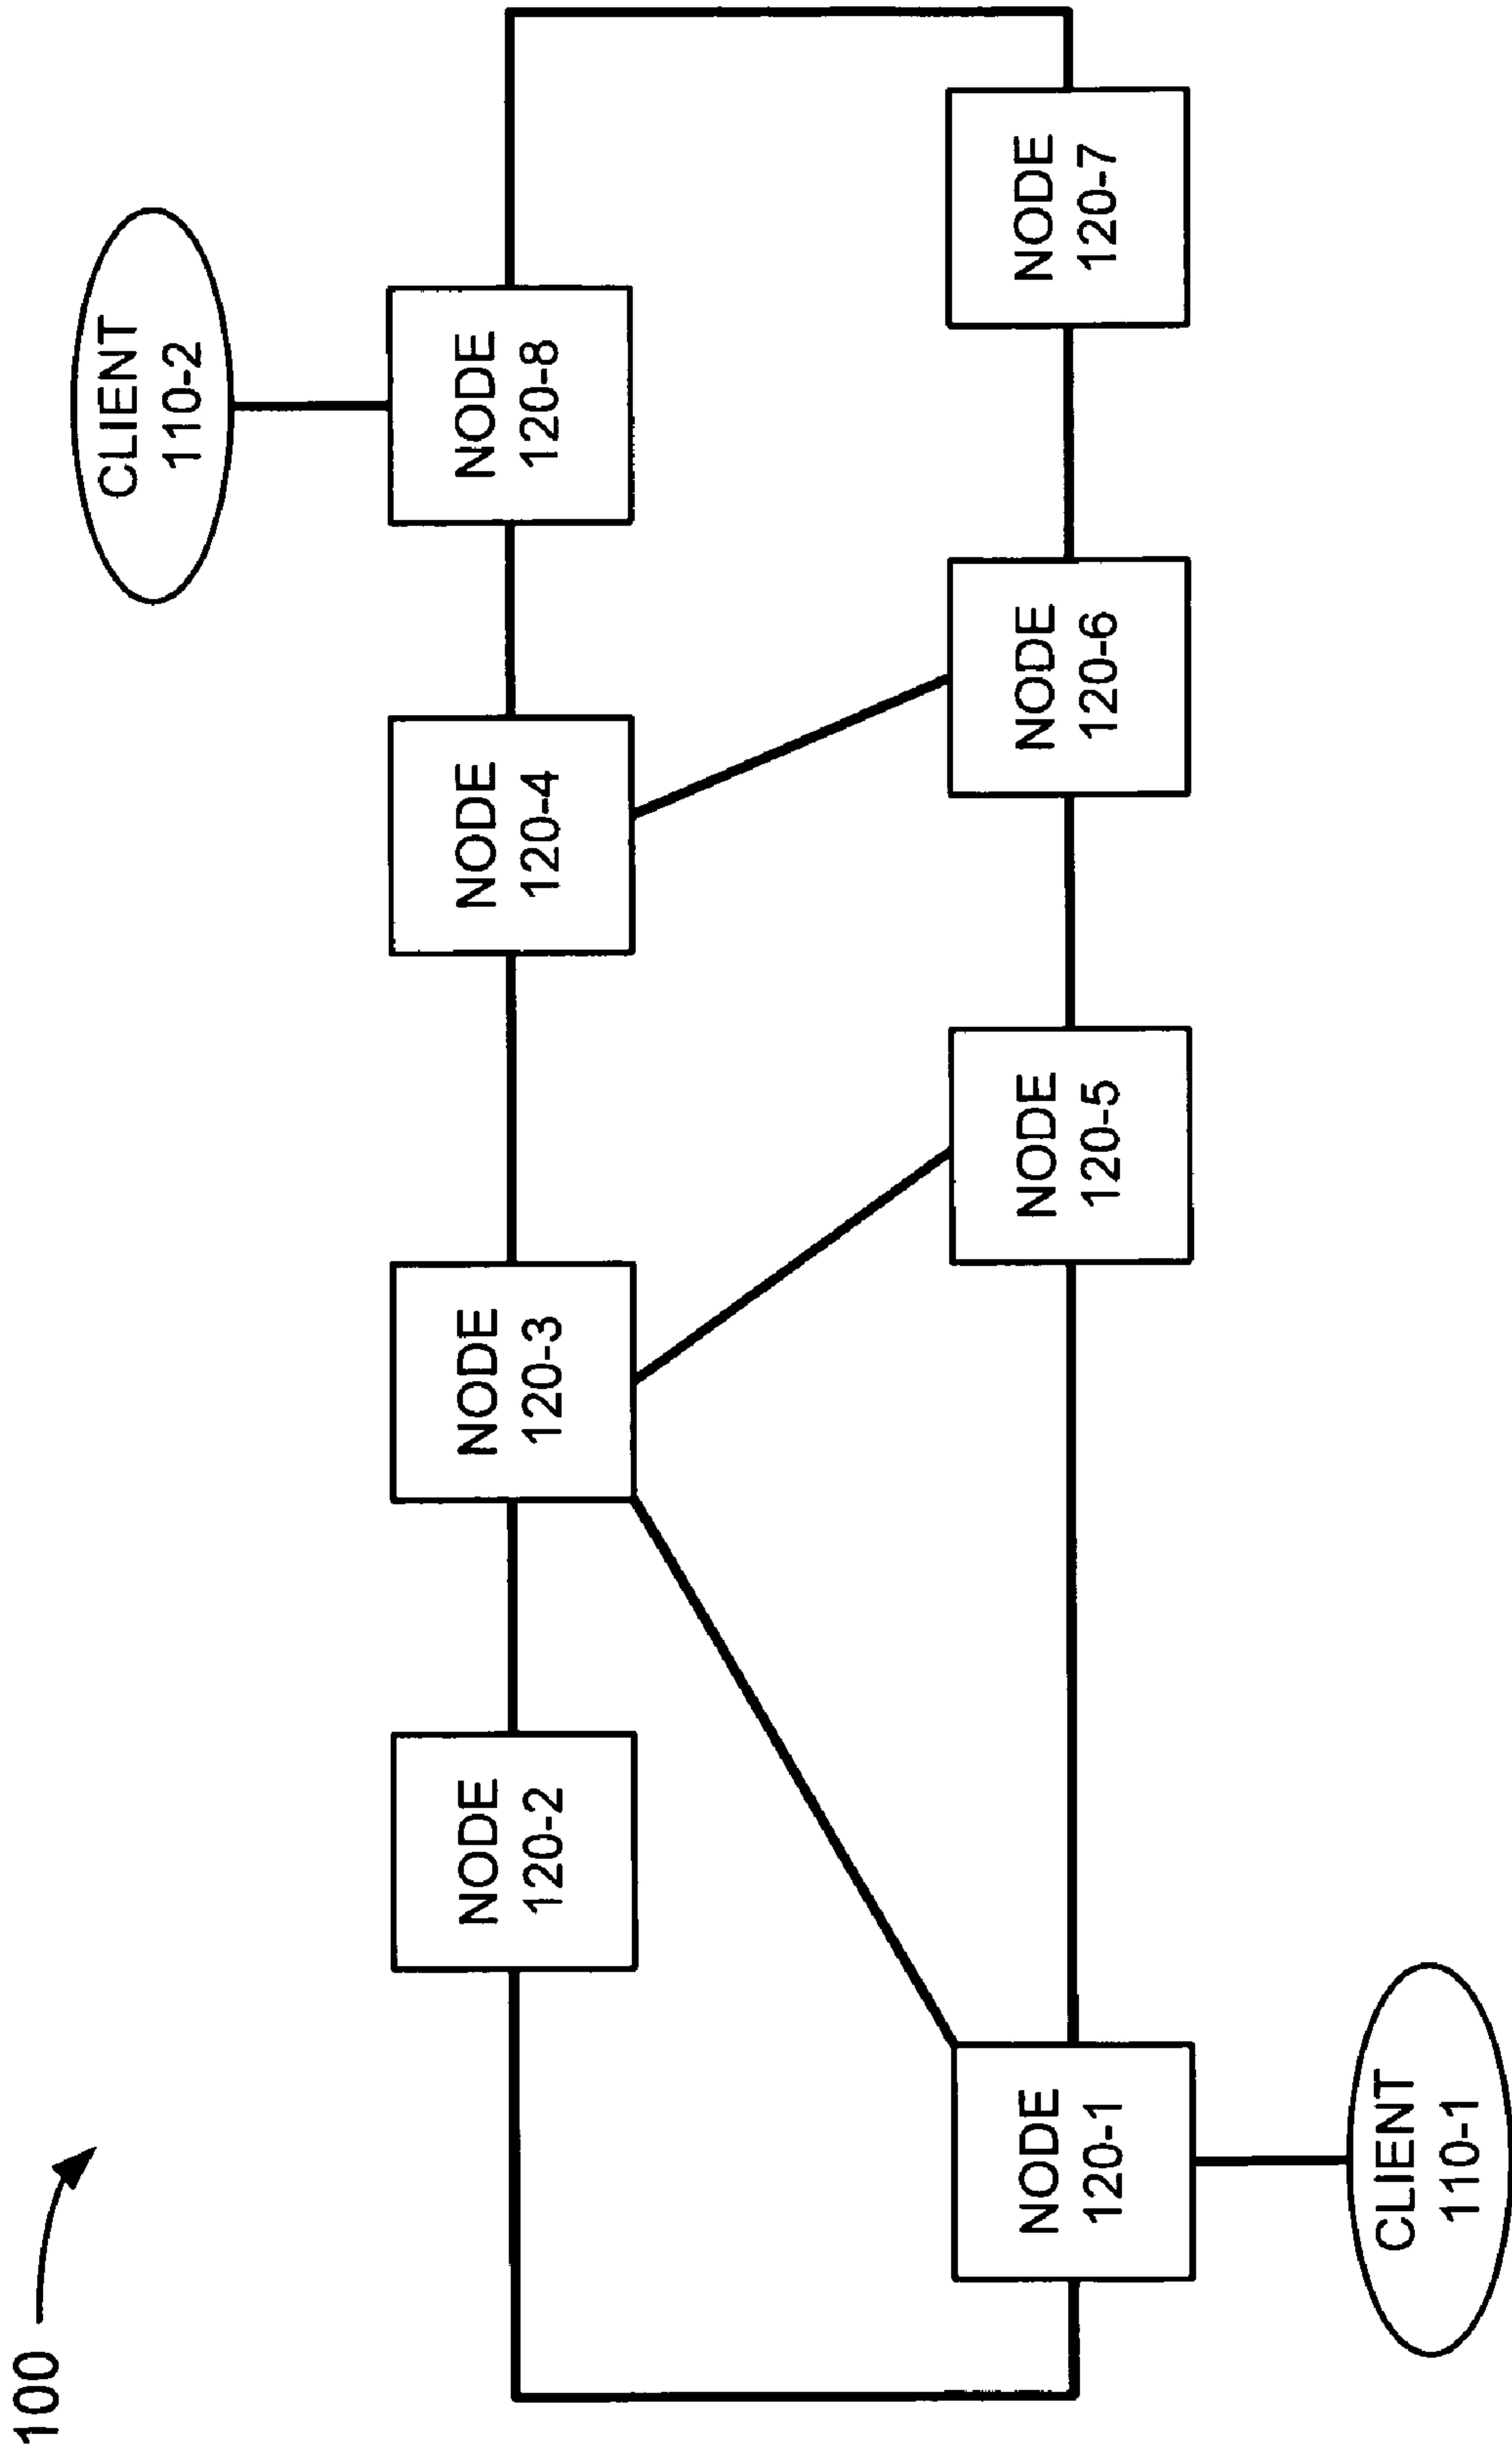 100
CLIENT
110-2
NODE
120-2
NODE
120-3
NODE
120-4
NODE
120-8
NODE
120-1
NODE
120-5
NODE
120-6
NODE
120-7
CLIENT
110-1